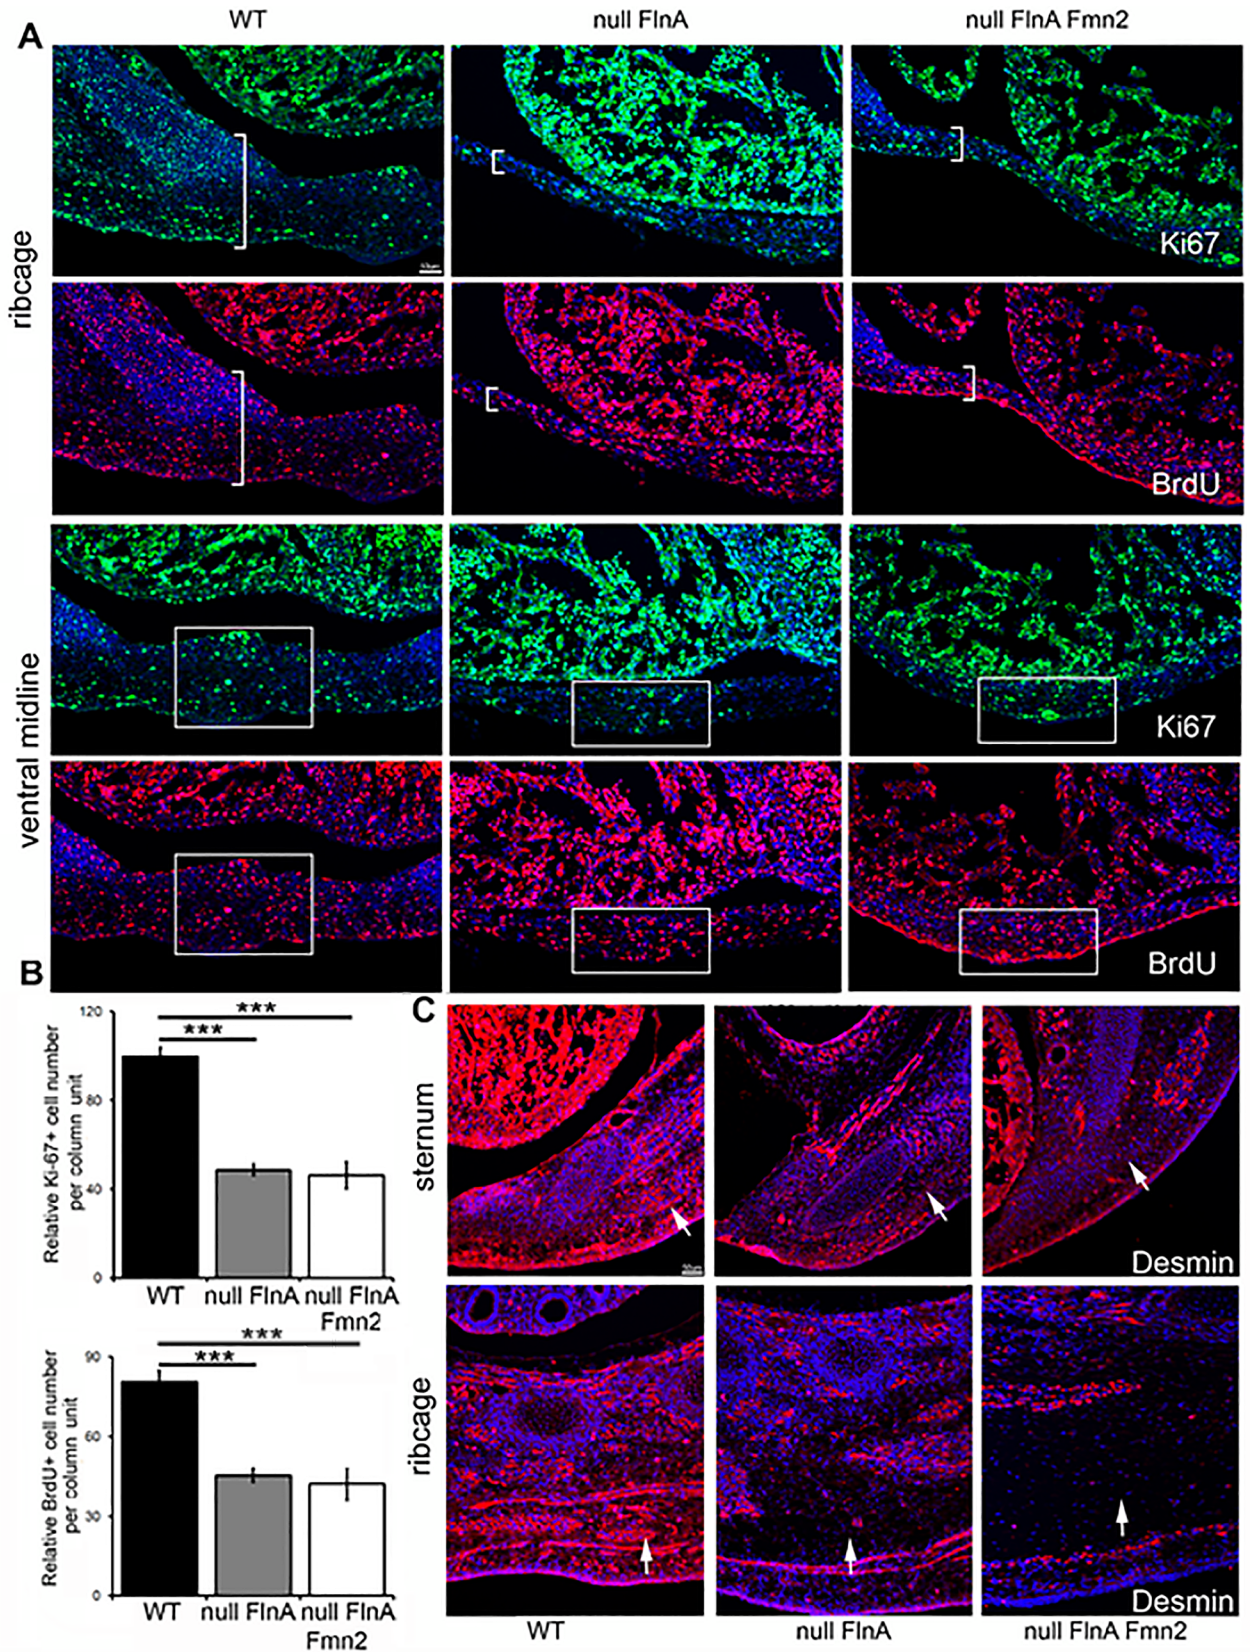 A
WT
null FlnA
null FlnA Fmn2
ribcage
Ki67
BrdU
ventral midline
Ki67
BrdU
B
Relative Ki-67+ cell number
per column unit
120
80
40
0
***
***
WT
null FlnA
null FlnA
Fmn2
Relative BrdU+ cell number
per column unit
90
60
30
0
***
***
WT
null FlnA
null FlnA
Fmn2
C
sternum
Desmin
ribcage
Desmin
WT
null FlnA
null FlnA Fmn2